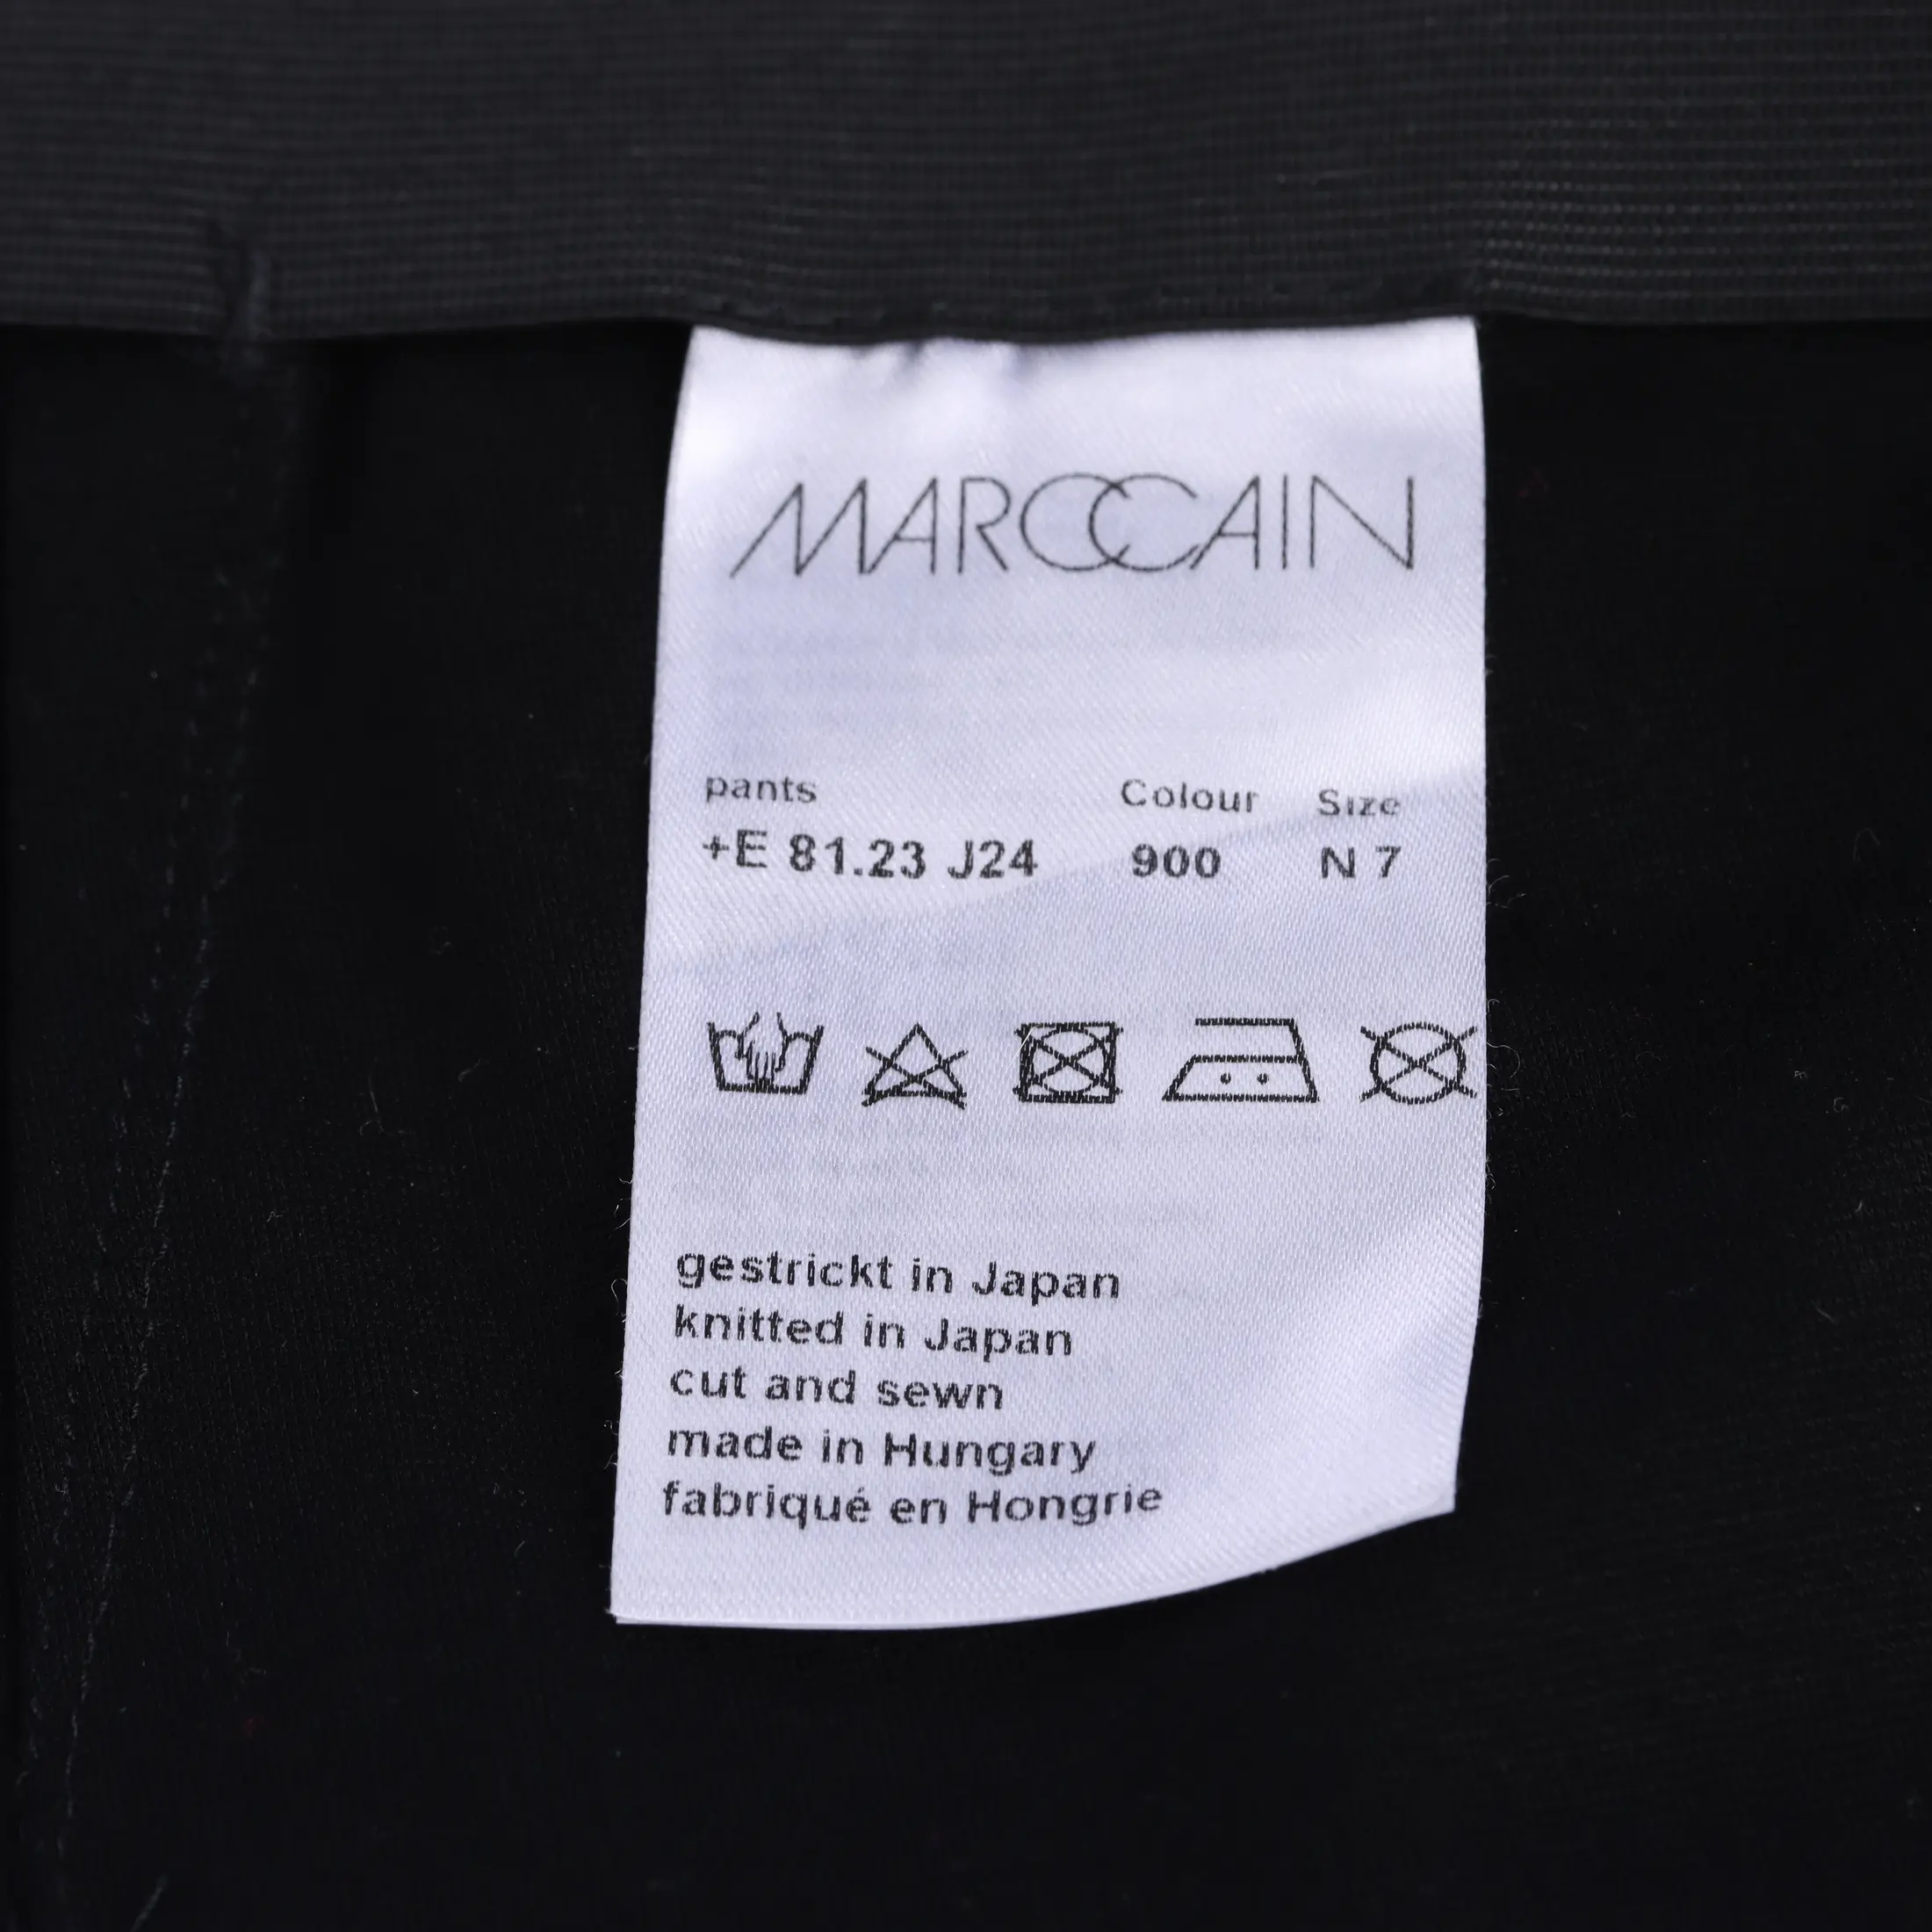 MARCCAIN
pants Colour Size
+E 81.23 J24 900 N 7
gestrickt in Japan
knitted in Japan
cut and sewn
made in Hungary
fabriqué en Hongrie